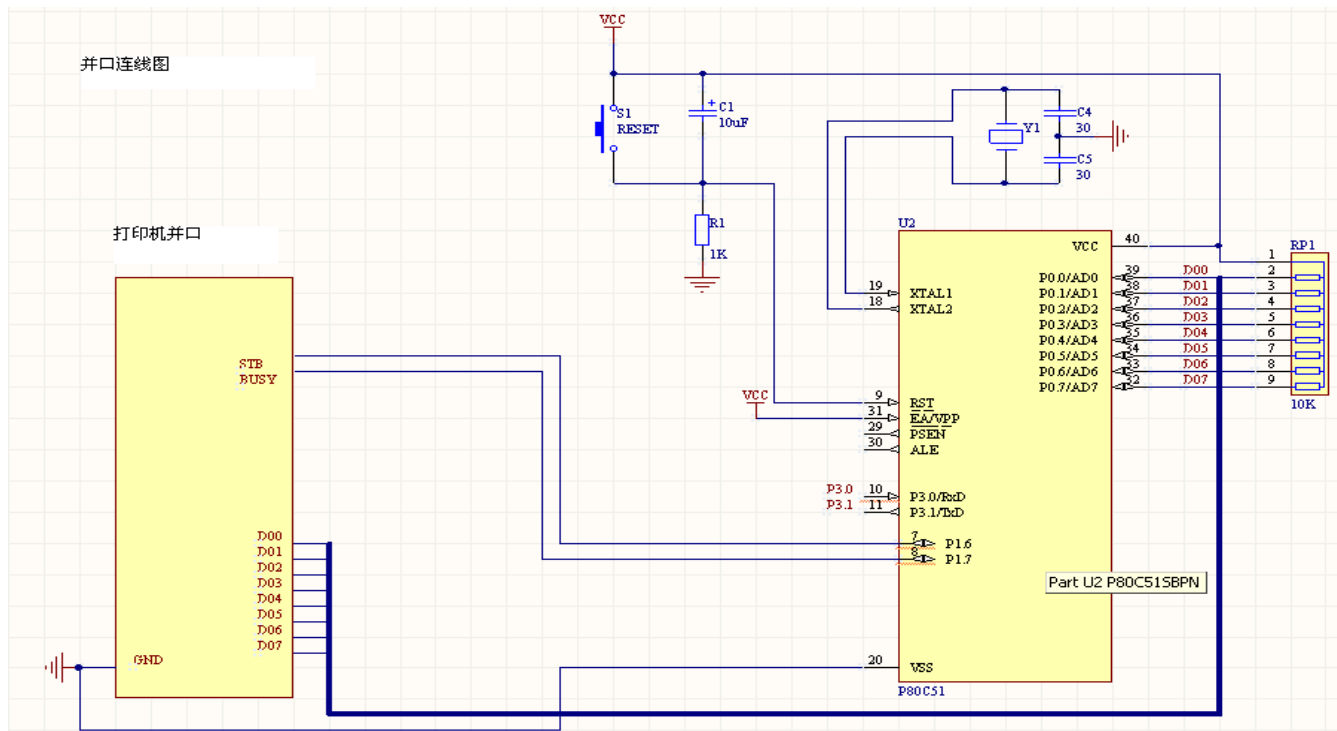 VCC
并口连线图
S1
RESET
C1
10uF
Y1
C4
30
C5
30
打印机并口
R1
1K
U2
VCC
40
RP1
1
19
XTAL1
18
XTAL2
P0.0/AD0
39
D00
2
P0.1/AD1
38
D01
3
P0.2/AD2
37
D02
4
P0.3/AD3
36
D03
5
P0.4/AD4
35
D04
6
P0.5/AD5
34
D05
7
P0.6/AD6
33
D06
8
P0.7/AD7
32
D07
9
10K
STB
BUSY
VCC
9
RST
31
EA/VPP
29
PSEN
30
ALE
P3.0
10
P3.0/RxD
P3.1
11
P3.1/TxD
7
P1.6
8
P1.7
D00
D01
D02
D03
D04
D05
D06
D07
Part U2 P80C51SBPN
GND
20
VSS
P80C51